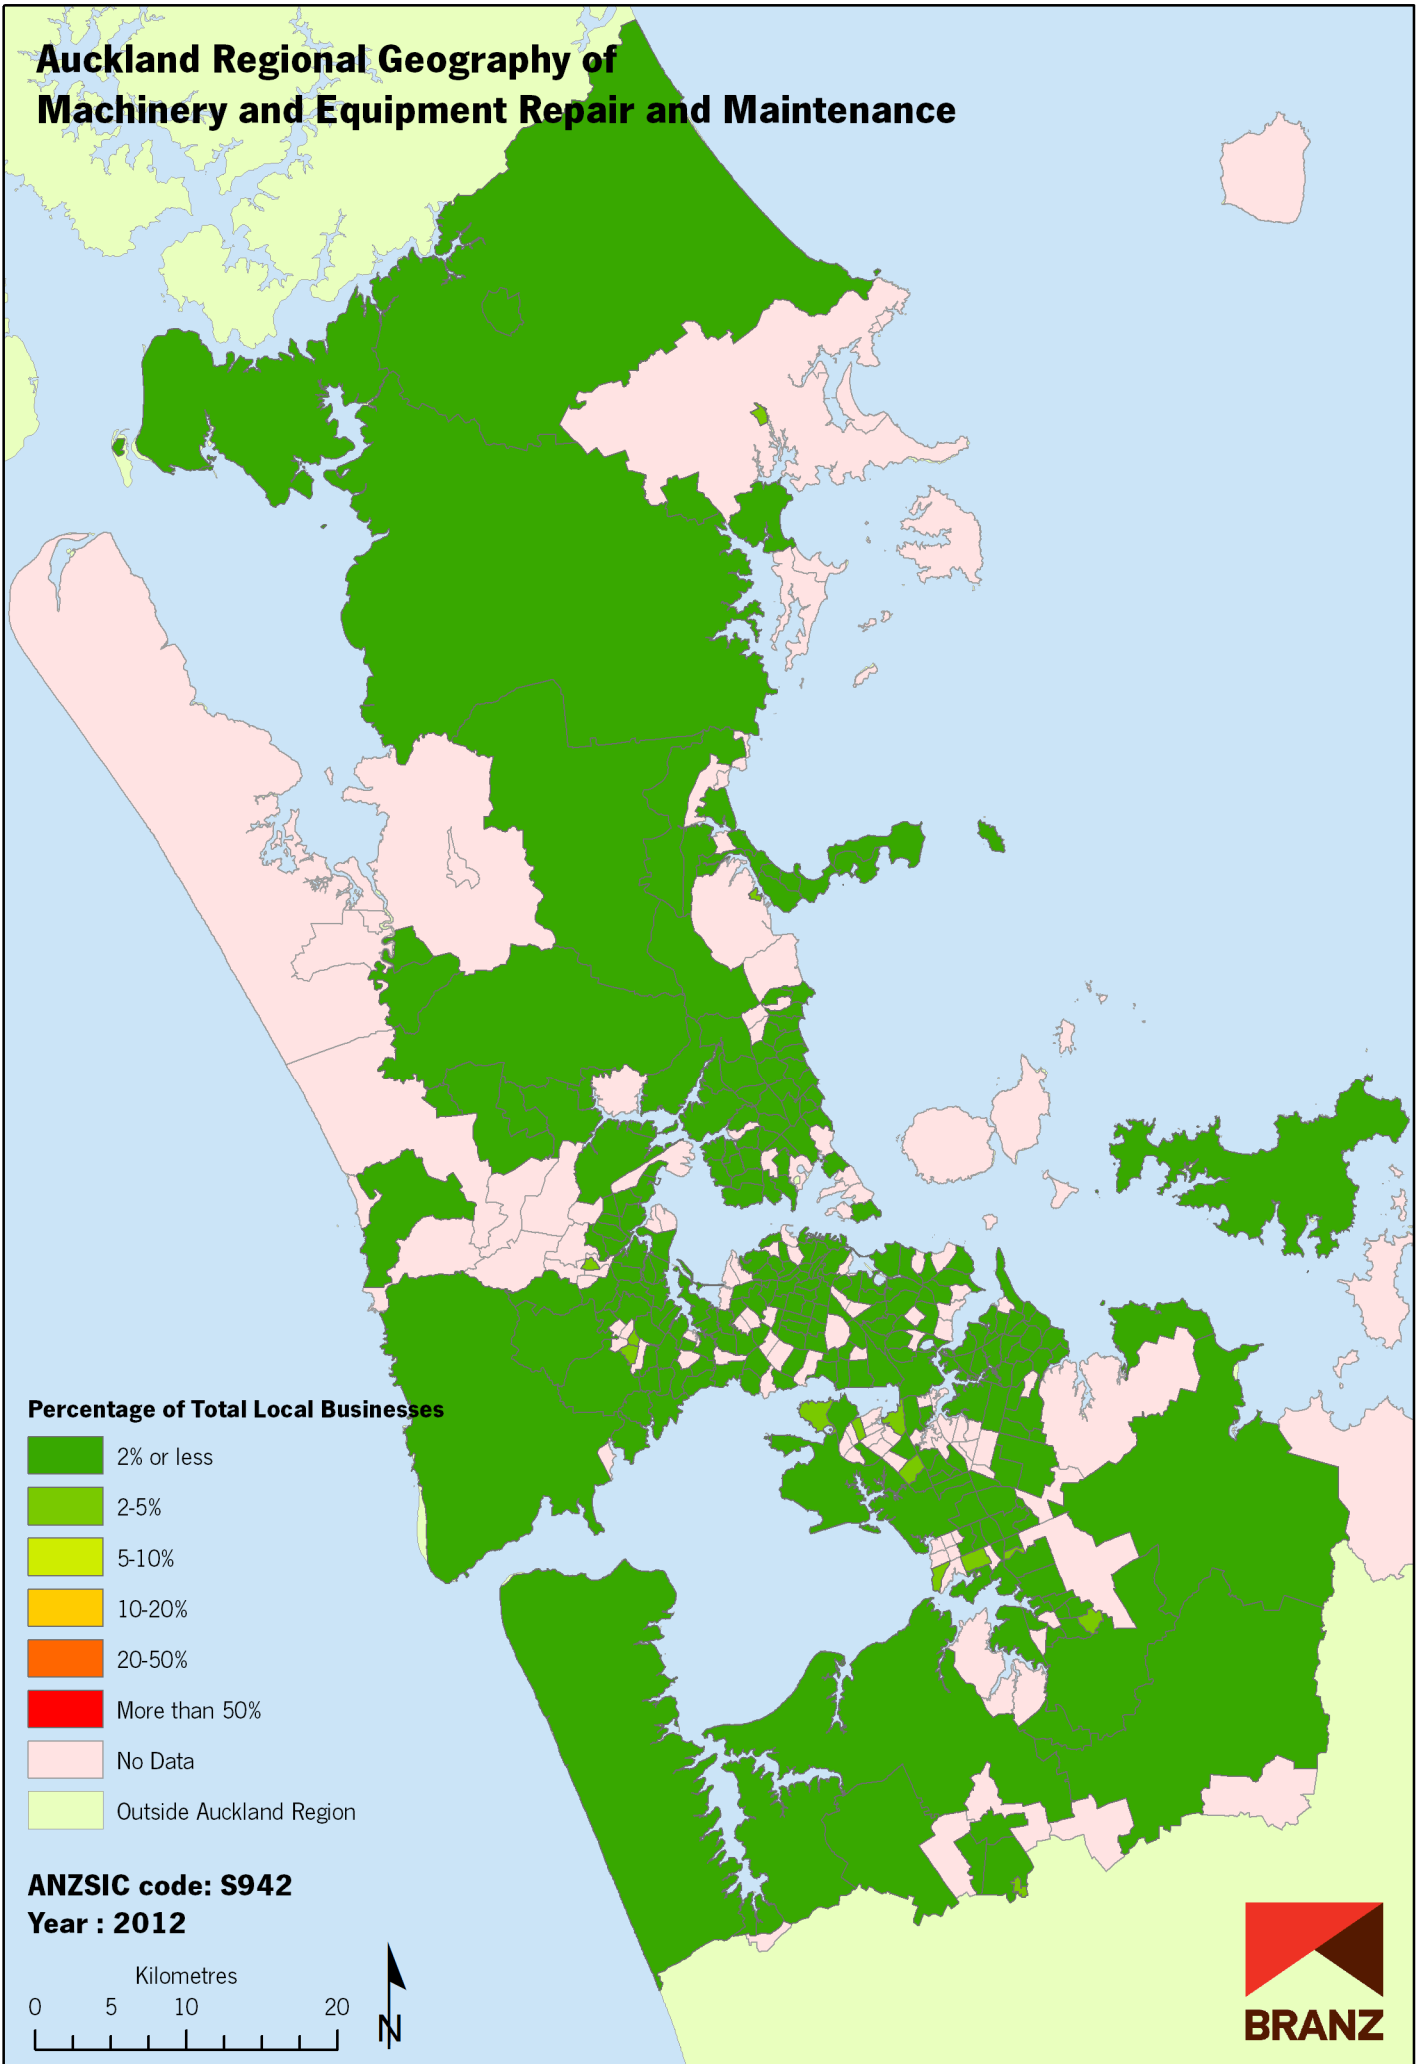 Auckland Regional Geography of
Machinery and Equipment Repair and Maintenance
Percentage of Total Local Businesses
2% or less
2-5%
5-10%
10-20%
20-50%
More than 50%
No Data
Outside Auckland Region
ANZSIC code: S942
Year : 2012
Kilometres
0 5 10 20
N
BRANZ